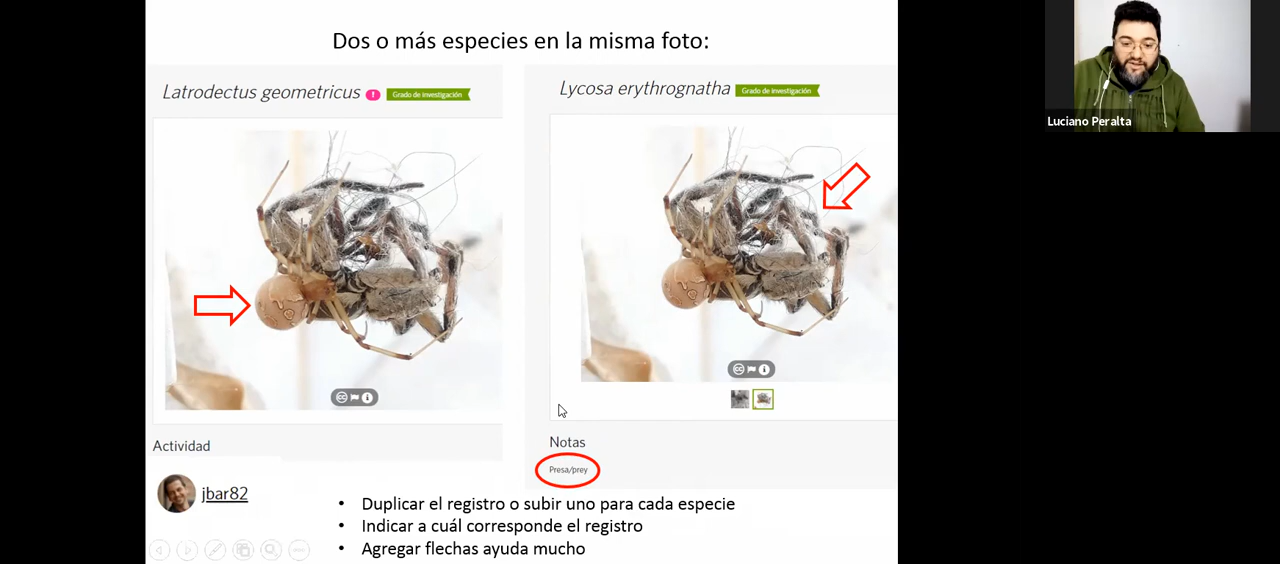 Dos o más especies en la misma foto:
Latrodectus geometricus
Grado de investigación
Lycosa erythrognatha
Grado de investigación
Luciano Peralta
Actividad
jbar82
Notas
Presa/prey
• Duplicar el registro o subir uno para cada especie
• Indicar a cuál corresponde el registro
• Agregar flechas ayuda mucho